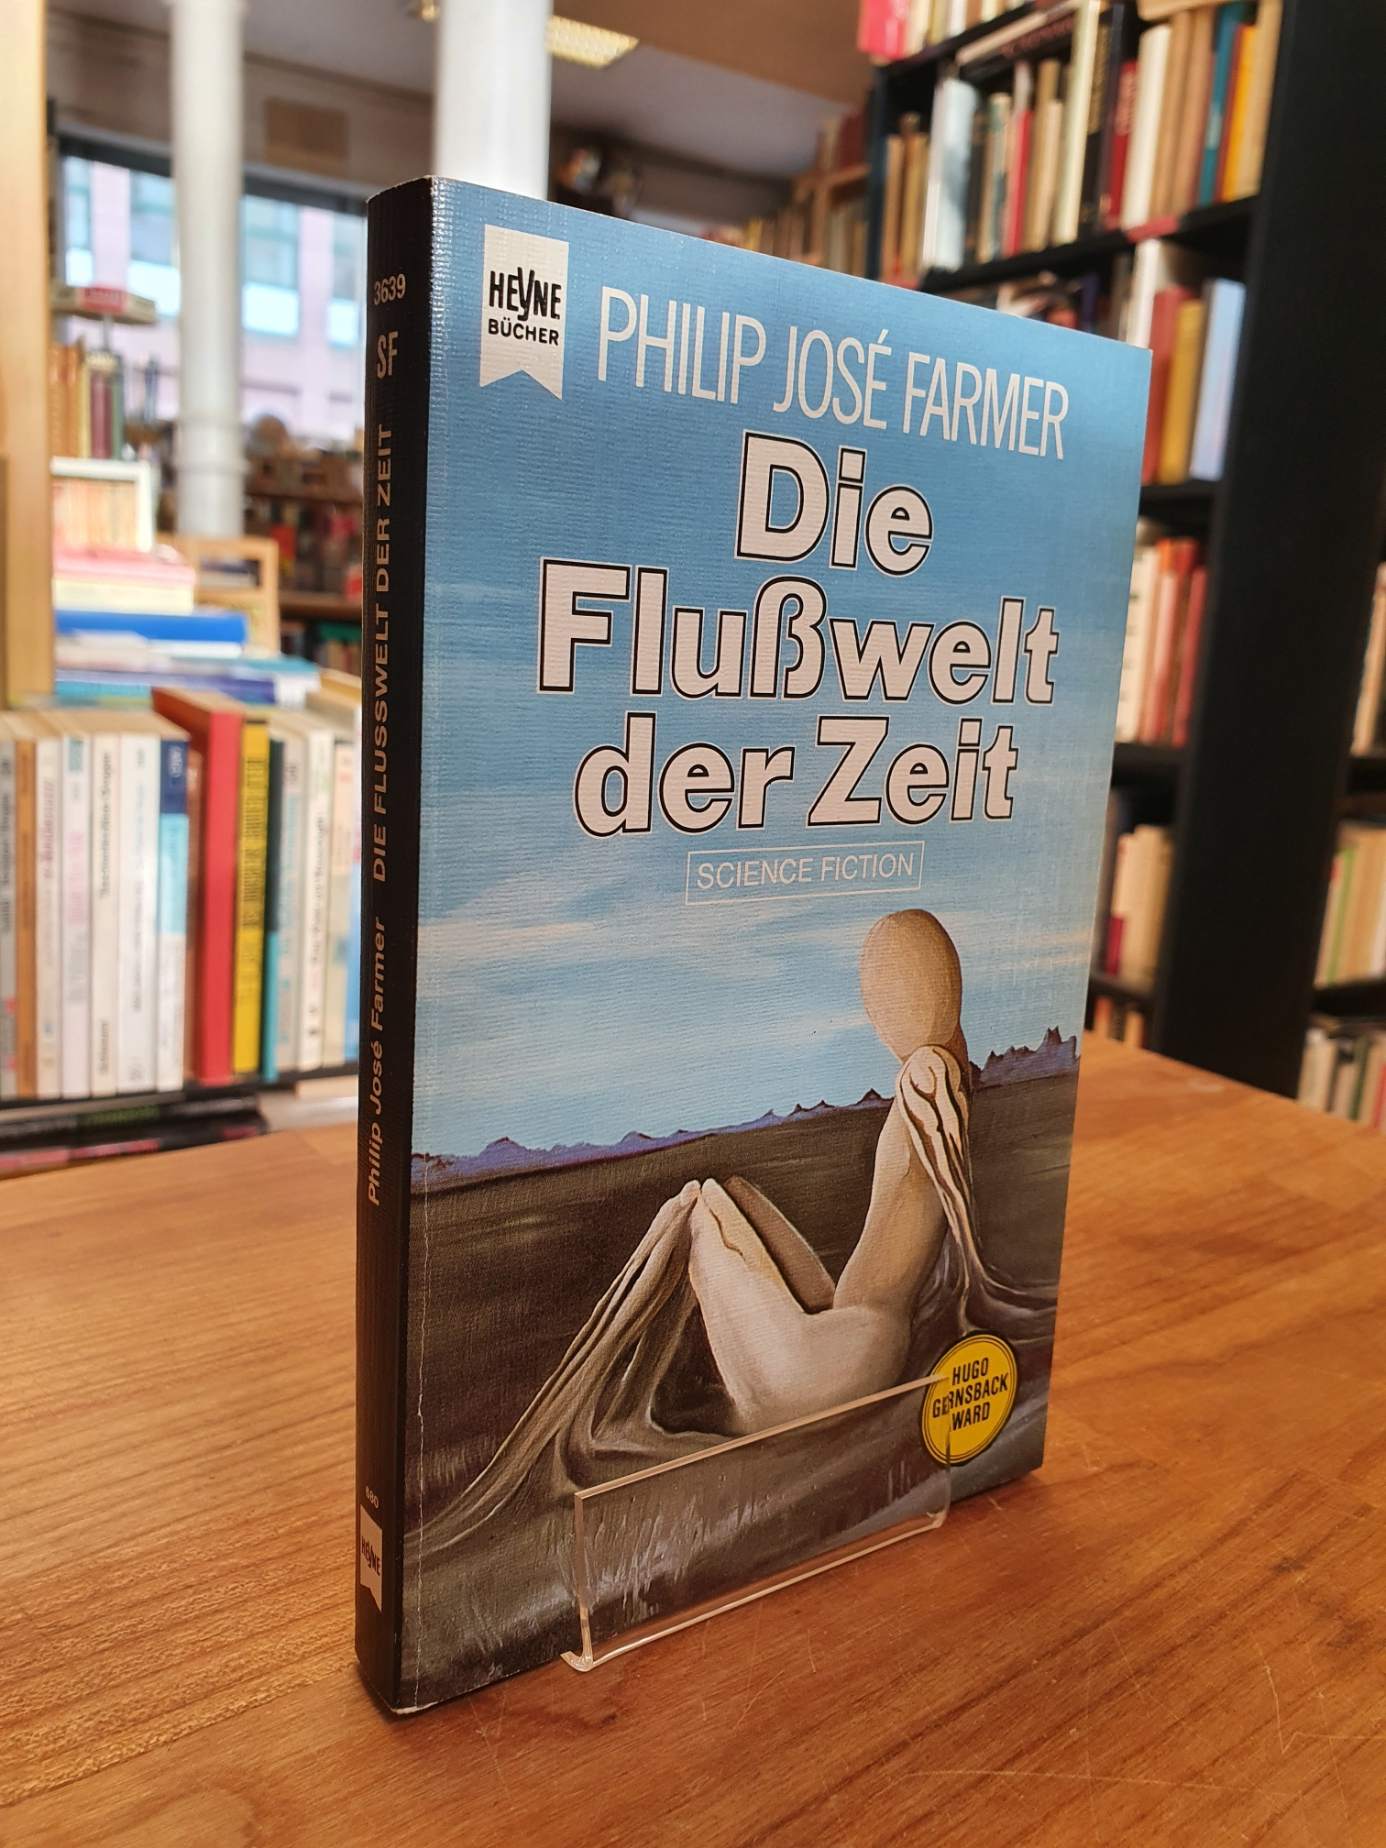 HEYNE
BÜCHER
PHILIP JOSÉ FARMER
Die
Flußwelt
der Zeit
SCIENCE FICTION
HUGO
GERNSBACK
AWARD
3639
SF
Philip José Farmer DIE FLUSSWELT DER ZEIT
680
HEYNE